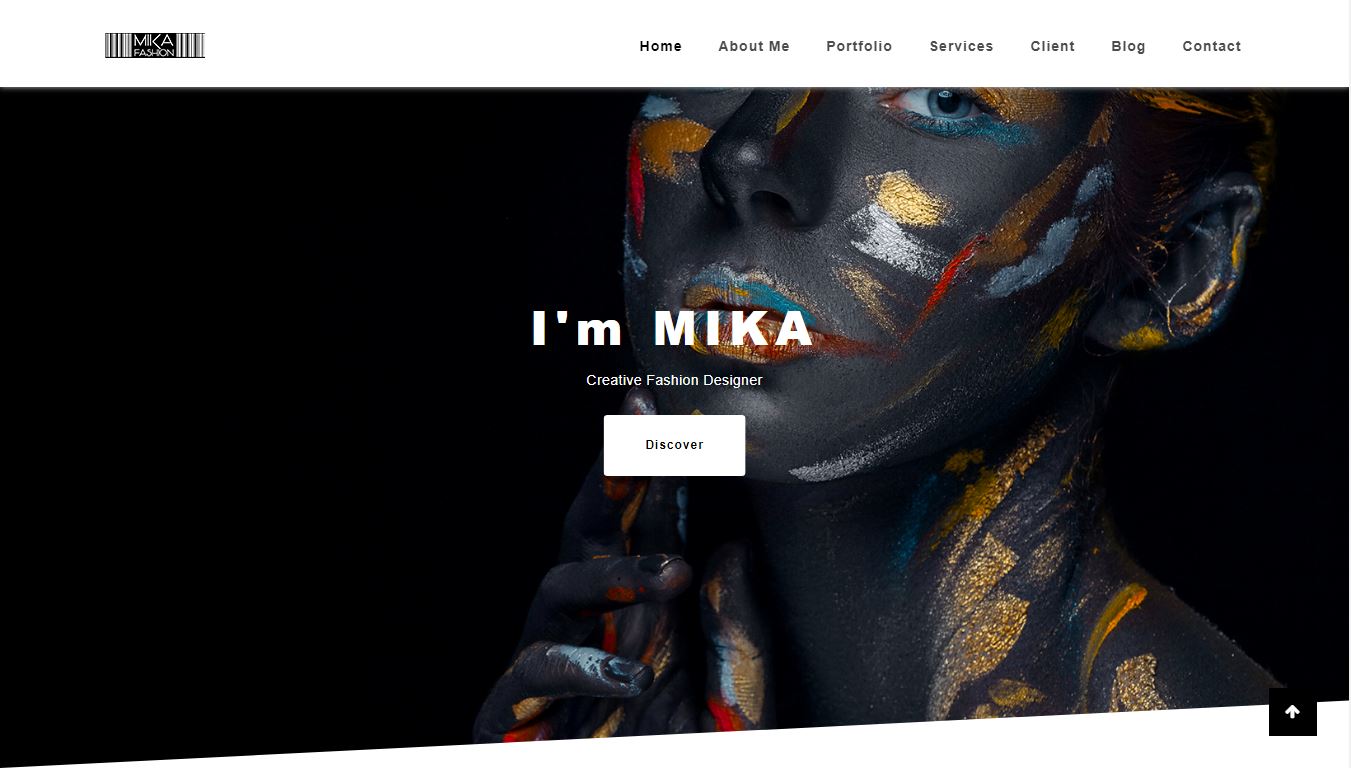 MIKA
FASHION
Home About Me Portfolio Services Client Blog Contact
I'm MIKA
Creative Fashion Designer
Discover